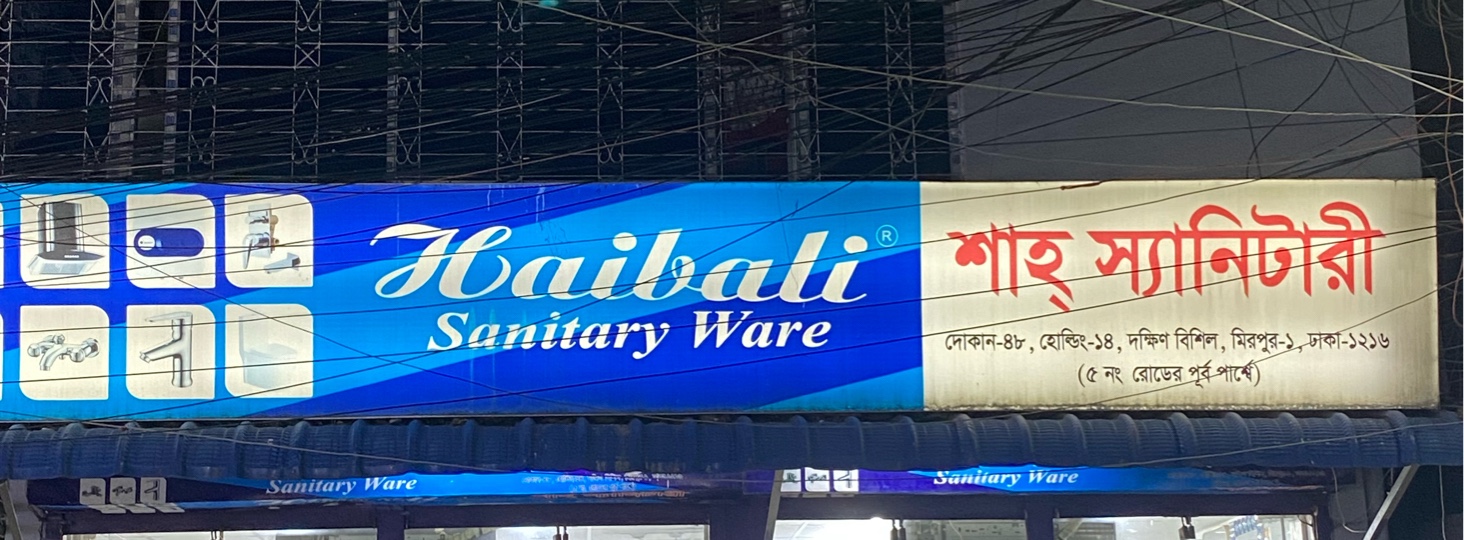 Haibali®
Sanitary Ware
শাহ্ স্যানিটারী
দোকান-৪৮, হোল্ডিং-১৪, দক্ষিণ বিশিল, মিরপুর-১, ঢাকা-১২১৬
(৫ নং রোডের পূর্ব পার্শ্বে)
Sanitary Ware
Sanitary Ware